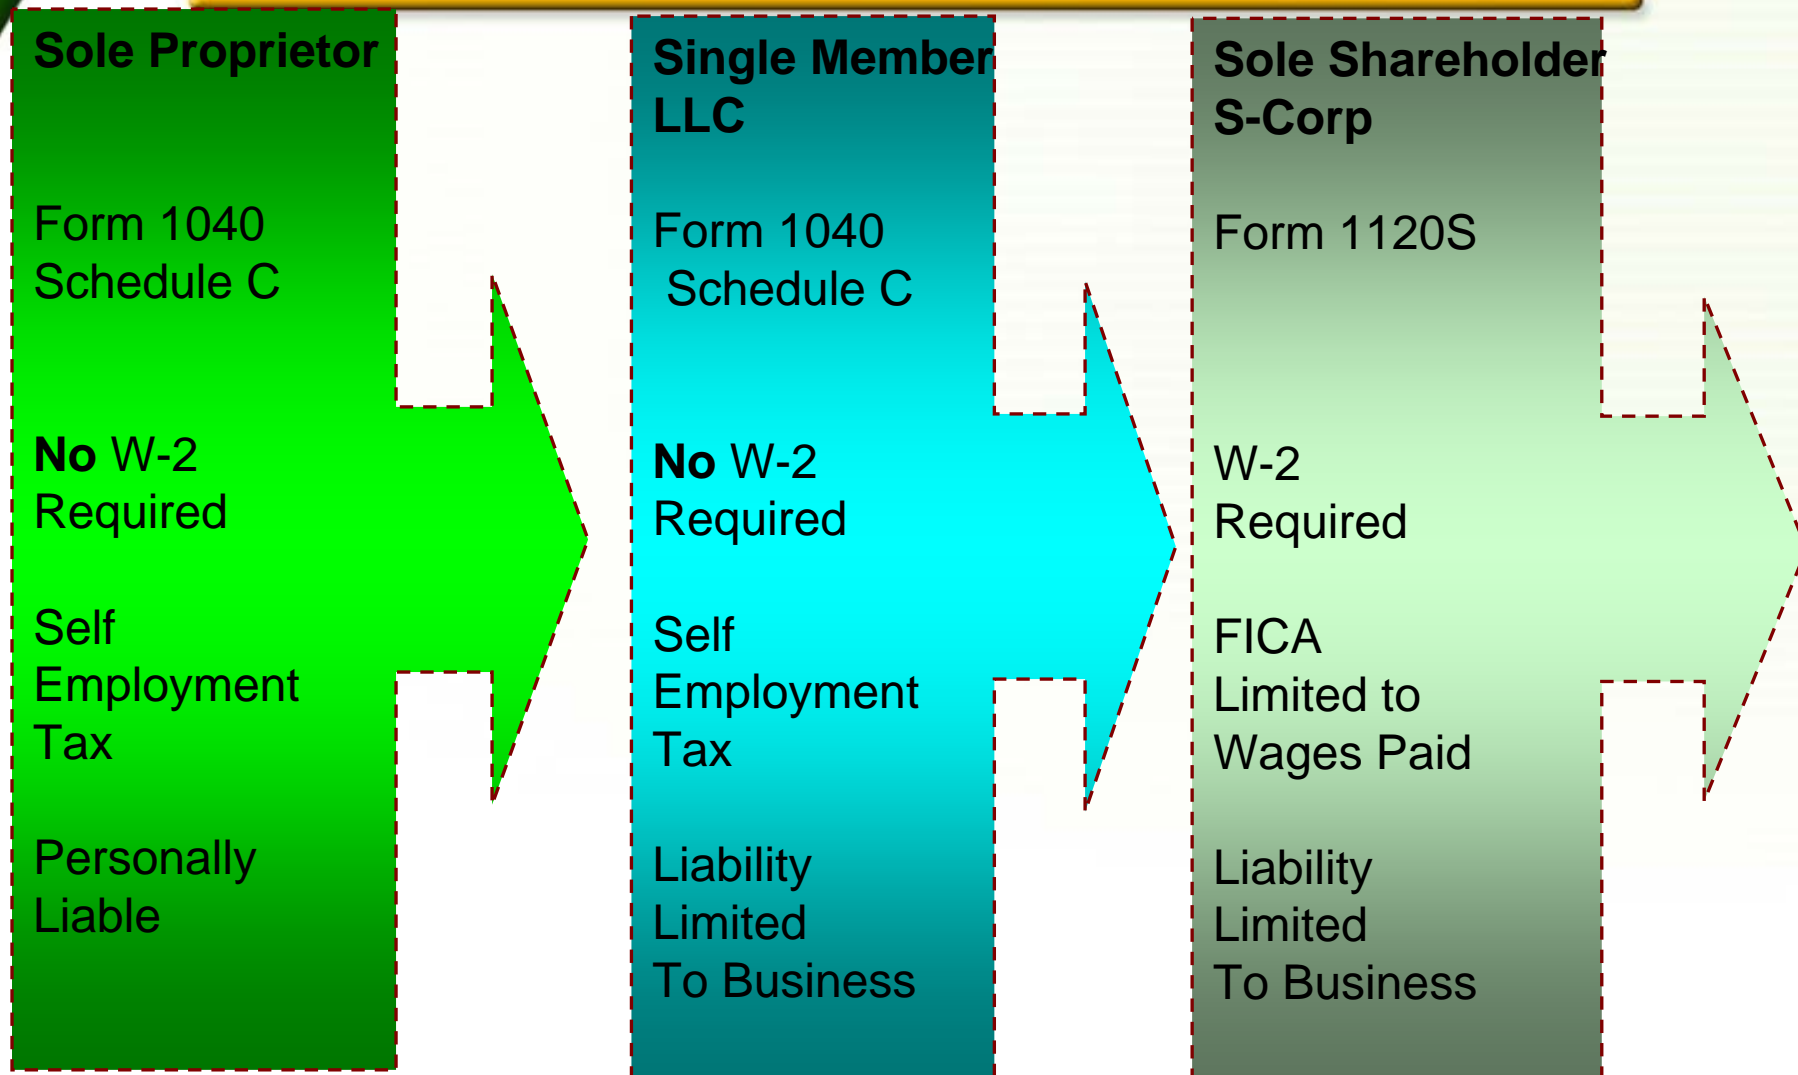 Sole Proprietor
Form 1040
Schedule C
No W-2
Required
Self
Employment
Tax
Personally
Liable
Single Member
LLC
Form 1040
Schedule C
No W-2
Required
Self
Employment
Tax
Liability
Limited
To Business
Sole Shareholder
S-Corp
Form 1120S
W-2
Required
FICA
Limited to
Wages Paid
Liability
Limited
To Business